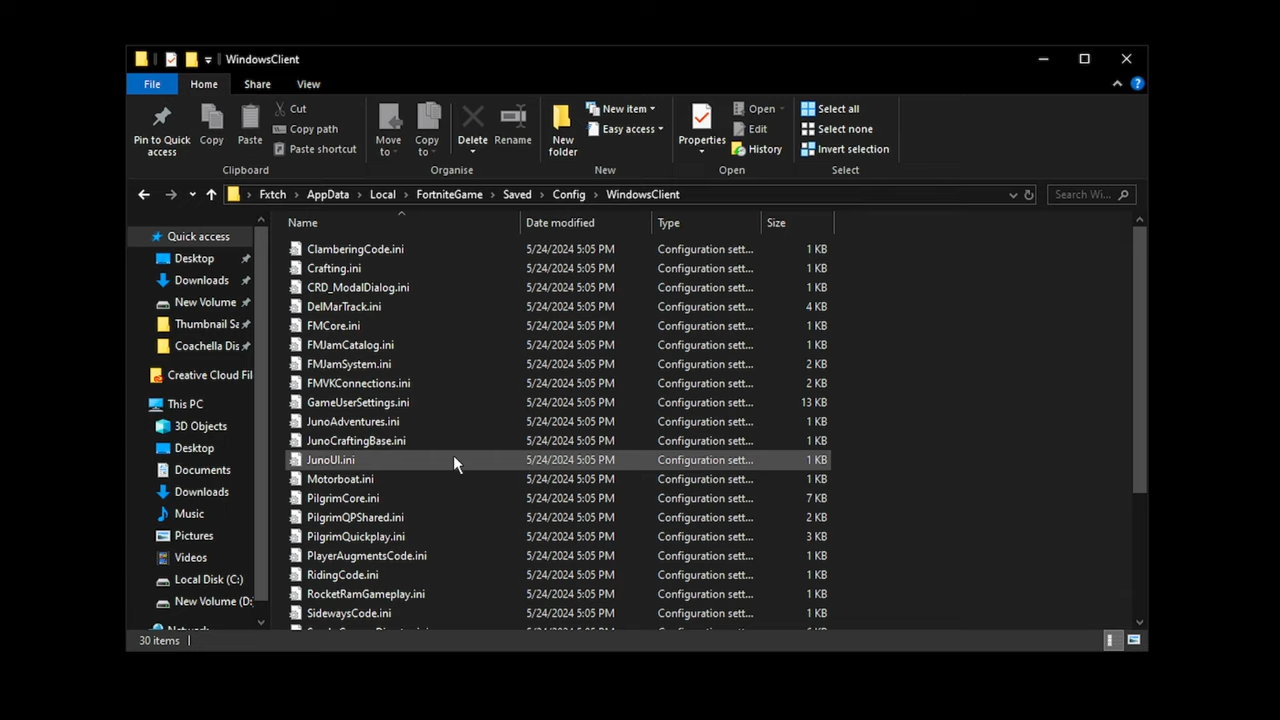 WindowsClient
File Home Share View
Pin to Quick access
Copy
Paste
Cut
Copy path
Paste shortcut
Clipboard
Move to
Copy to
Delete
Rename
Organise
New folder
New item
Easy access
New
Properties
Open
Edit
History
Open
Select all
Select none
Invert selection
Select
Fxtch AppData Local FortniteGame Saved Config WindowsClient
Search Wi...
Quick access
Desktop
Downloads
New Volume
Thumbnail Sa
Coachella Dis
Creative Cloud Fil
This PC
3D Objects
Desktop
Documents
Downloads
Music
Pictures
Videos
Local Disk (C:)
New Volume (D:
Name Date modified Type Size
ClamberingCode.ini 5/24/2024 5:05 PM Configuration sett... 1 KB
Crafting.ini 5/24/2024 5:05 PM Configuration sett... 1 KB
CRD_ModalDialog.ini 5/24/2024 5:05 PM Configuration sett... 1 KB
DelMarTrack.ini 5/24/2024 5:05 PM Configuration sett... 4 KB
FMCore.ini 5/24/2024 5:05 PM Configuration sett... 1 KB
FMJamCatalog.ini 5/24/2024 5:05 PM Configuration sett... 1 KB
FMJamSystem.ini 5/24/2024 5:05 PM Configuration sett... 2 KB
FMVKConnections.ini 5/24/2024 5:05 PM Configuration sett... 2 KB
GameUserSettings.ini 5/24/2024 5:05 PM Configuration sett... 13 KB
JunoAdventures.ini 5/24/2024 5:05 PM Configuration sett... 1 KB
JunoCraftingBase.ini 5/24/2024 5:05 PM Configuration sett... 1 KB
JunoUI.ini 5/24/2024 5:05 PM Configuration sett... 1 KB
Motorboat.ini 5/24/2024 5:05 PM Configuration sett... 1 KB
PilgrimCore.ini 5/24/2024 5:05 PM Configuration sett... 7 KB
PilgrimQPShared.ini 5/24/2024 5:05 PM Configuration sett... 2 KB
PilgrimQuickplay.ini 5/24/2024 5:05 PM Configuration sett... 3 KB
PlayerAugmentsCode.ini 5/24/2024 5:05 PM Configuration sett... 1 KB
RidingCode.ini 5/24/2024 5:05 PM Configuration sett... 1 KB
RocketRamGameplay.ini 5/24/2024 5:05 PM Configuration sett... 1 KB
SidewaysCode.ini 5/24/2024 5:05 PM Configuration sett... 1 KB
30 items